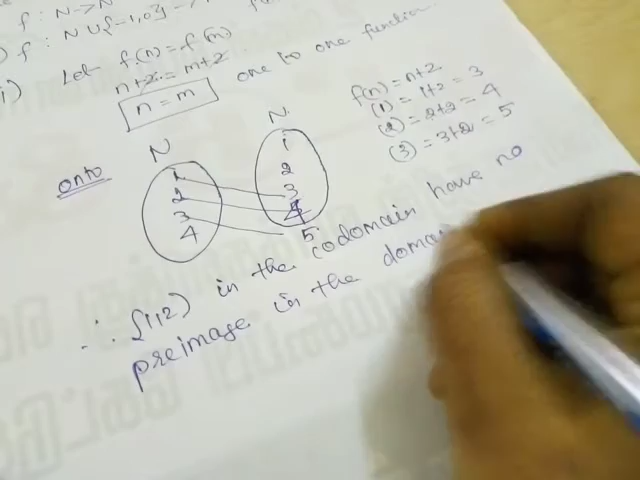 f : N -> N
f : N U {-1,0} ->
i) Let f(n) = f(m)
n+2 = m+2
n = m one to one function.
f(n) = n+2
(1) = 1+2 = 3
(2) = 2+2 = 4
(3) = 3+2 = 5
onto
N N
1 1
2 2
3 3
4 4
5
∴ {1,2) in the codomain have no
preimage in the domai